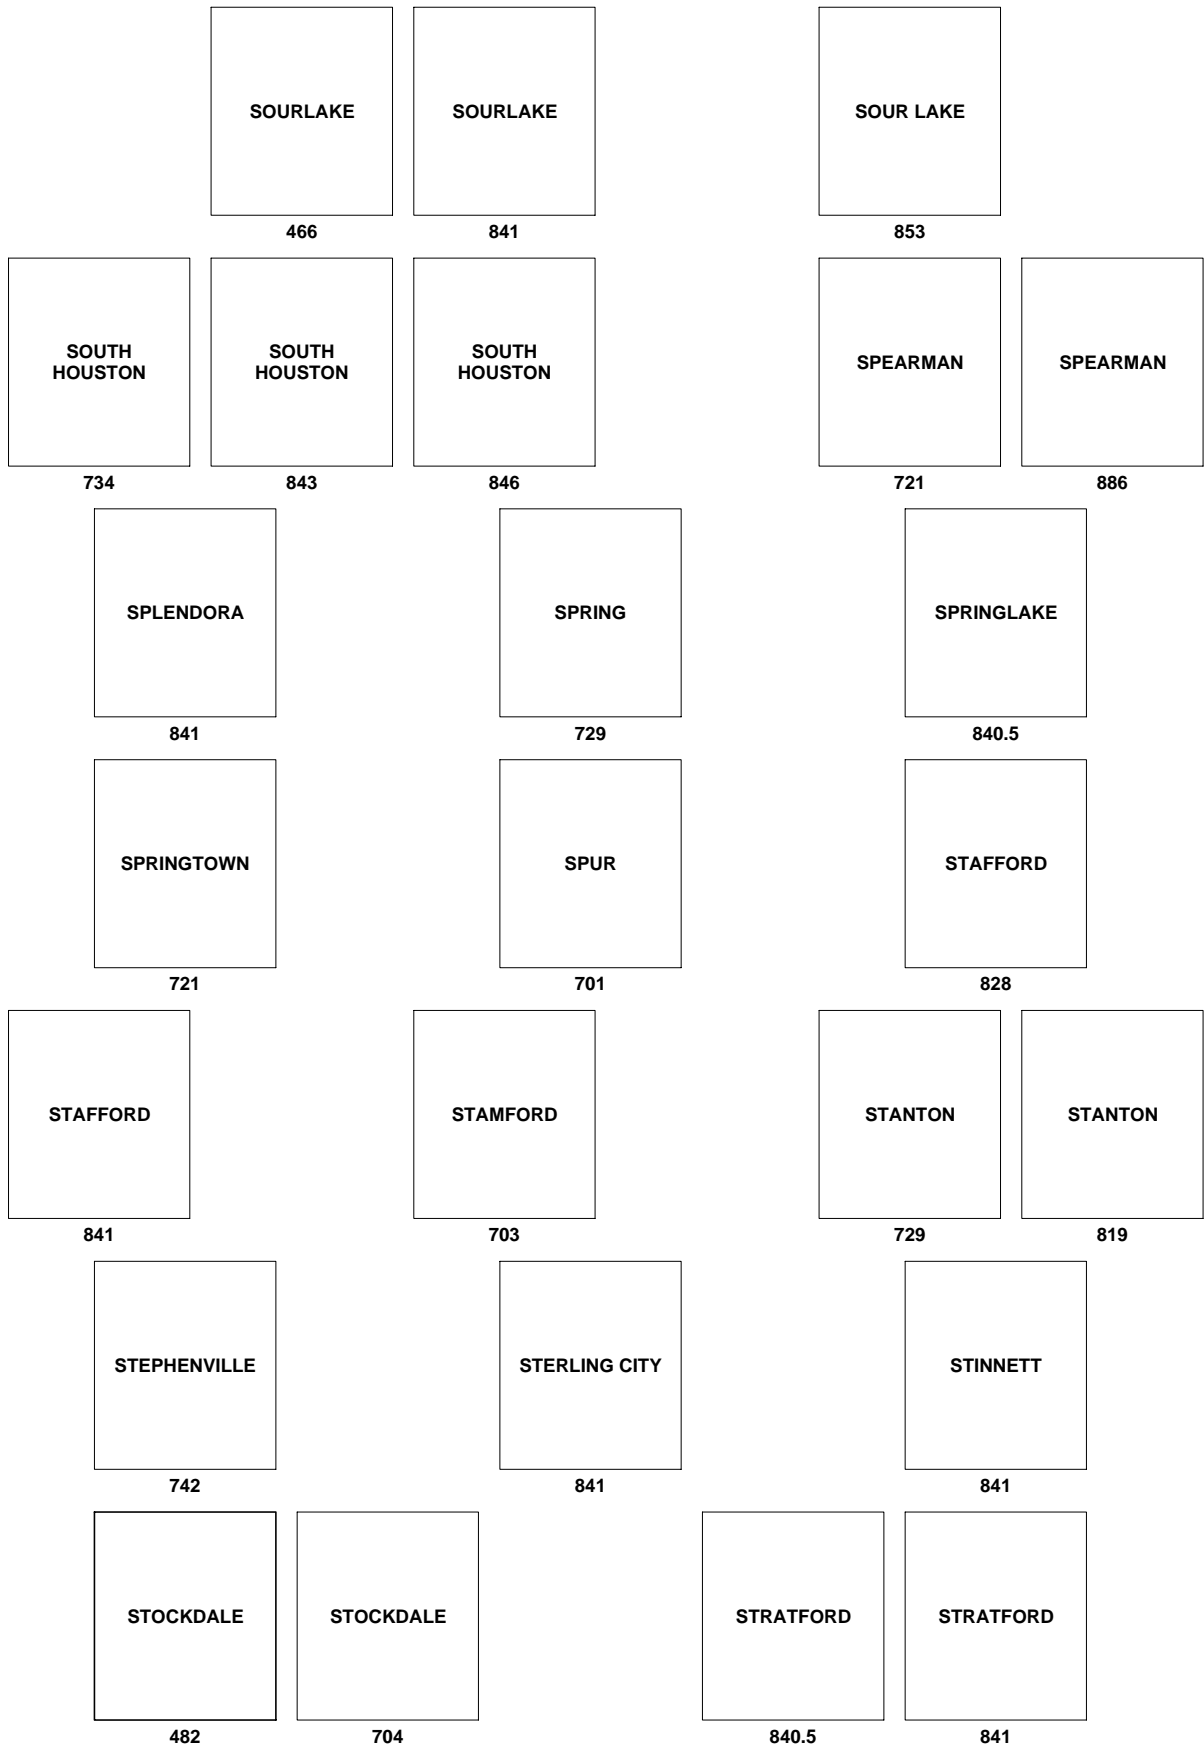 SOURLAKE SOURLAKE SOUR LAKE
466 841 853
SOUTH
HOUSTON
SOUTH
HOUSTON
SOUTH
HOUSTON
SPEARMAN SPEARMAN
734 843 846 721 886
SPLENDORA SPRING SPRINGLAKE
841 729 840.5
SPRINGTOWN SPUR STAFFORD
721 701 828
STAFFORD STAMFORD STANTON STANTON
841 703 729 819
STEPHENVILLE STERLING CITY STINNETT
742 841 841
STOCKDALE STOCKDALE STRATFORD STRATFORD
482 704 840.5 841